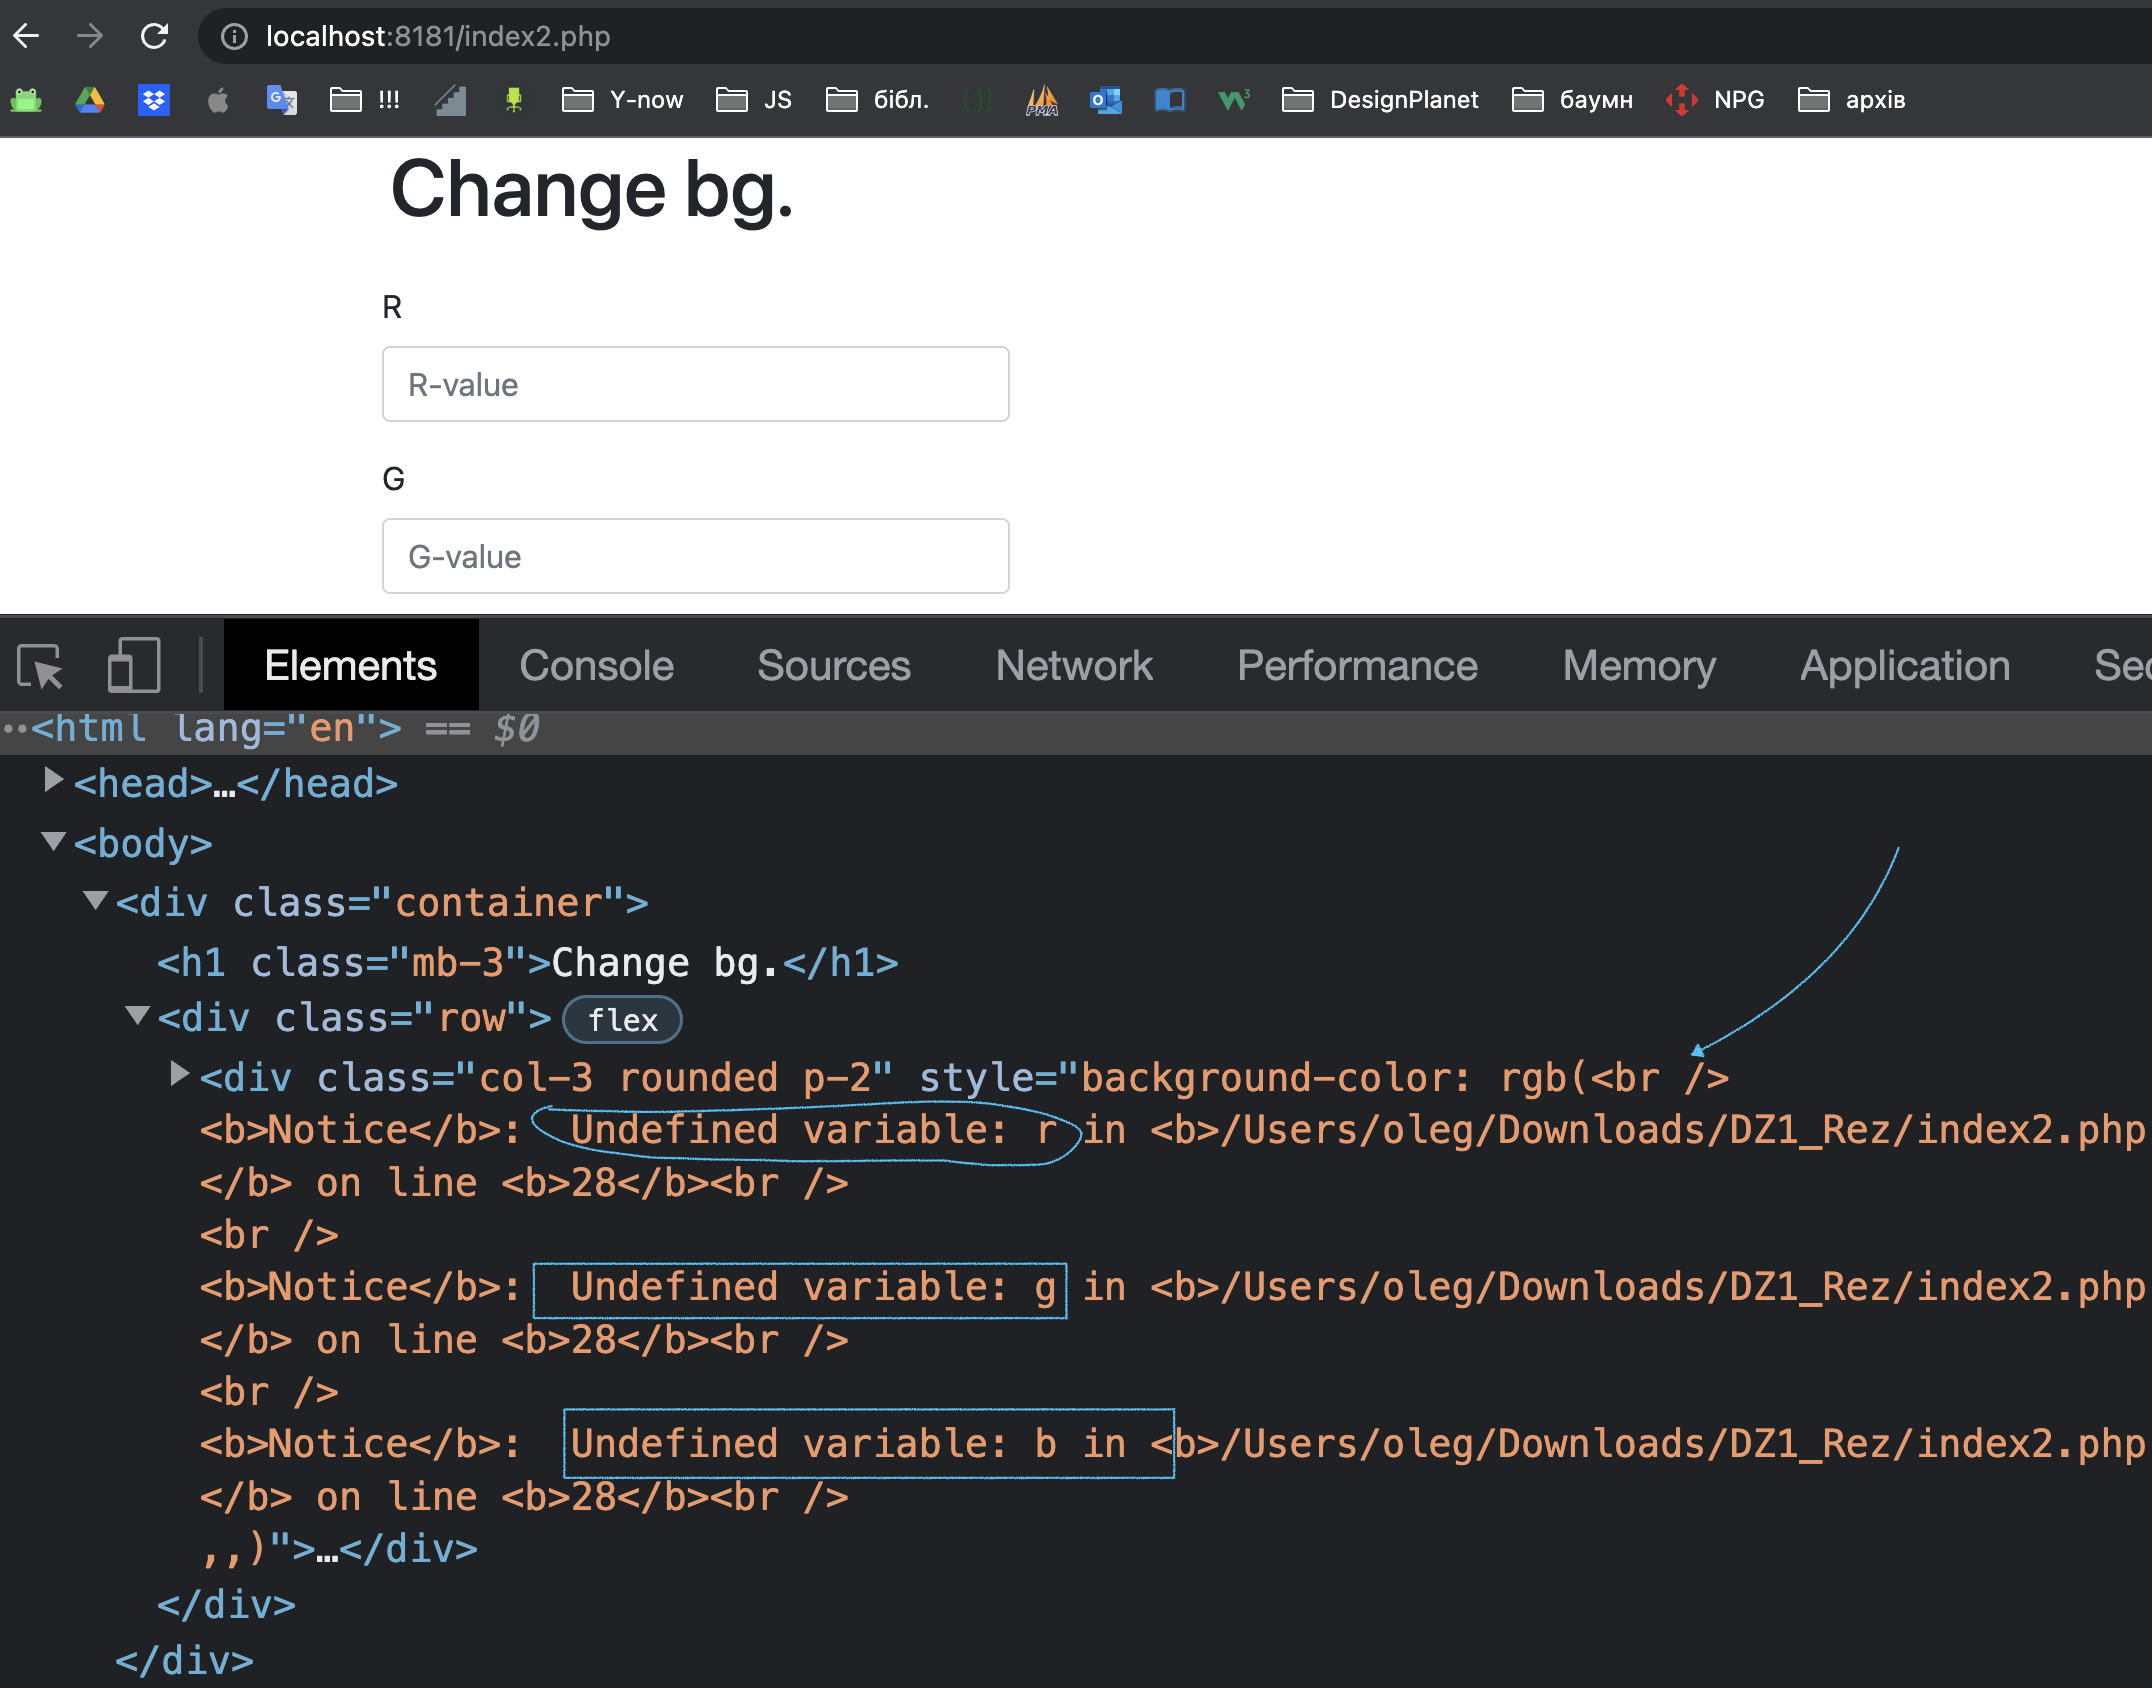 localhost:8181/index2.php
!!! Y-now JS бібл. {j} PMA DesignPlanet баумн NPG архів
Change bg.
R
R-value
G
G-value
Elements Console Sources Network Performance Memory Application
<html lang="en"> == $0
<head>…</head>
<body>
<div class="container">
<h1 class="mb-3">Change bg.</h1>
<div class="row"> flex
<div class="col-3 rounded p-2" style="background-color: rgb(<br />
<b>Notice</b>:  Undefined variable: r in <b>/Users/oleg/Downloads/DZ1_Rez/index2.php
</b> on line <b>28</b><br />
<br />
<b>Notice</b>:  Undefined variable: g in <b>/Users/oleg/Downloads/DZ1_Rez/index2.php
</b> on line <b>28</b><br />
<br />
<b>Notice</b>:  Undefined variable: b in <b>/Users/oleg/Downloads/DZ1_Rez/index2.php
</b> on line <b>28</b><br />
,,)">…</div>
</div>
</div>